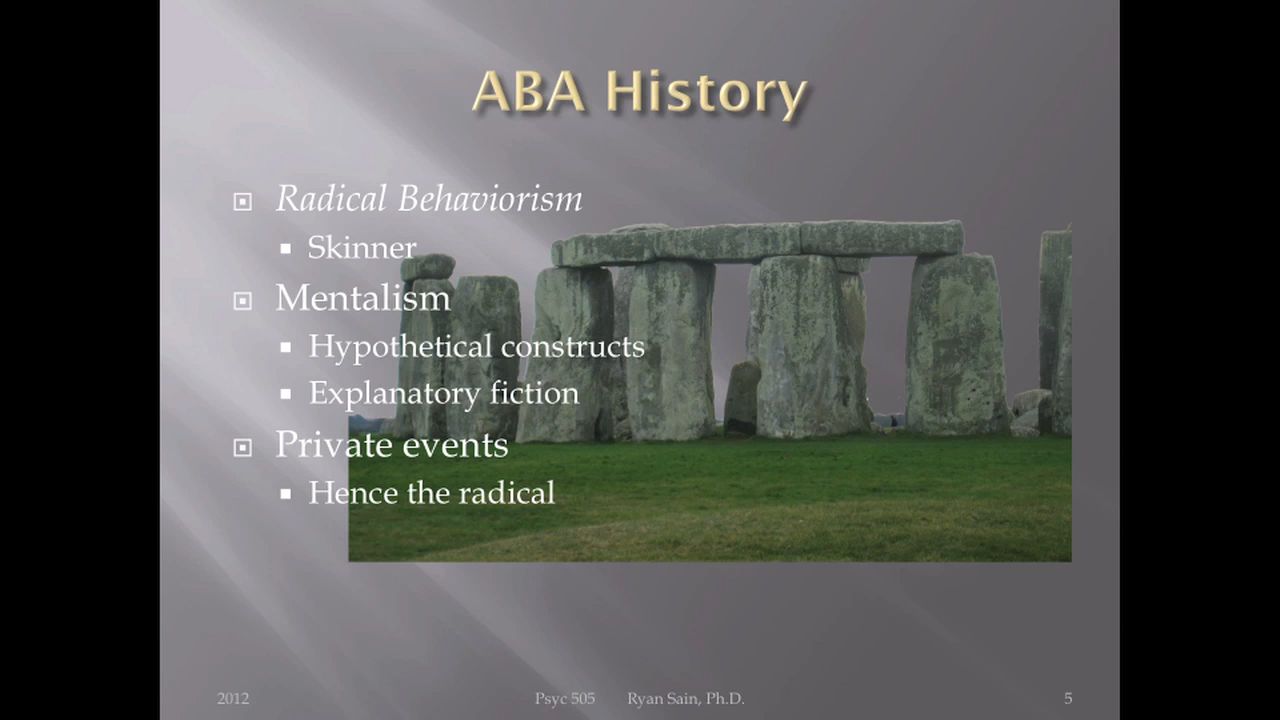 ABA History
Radical Behaviorism
Skinner
Mentalism
Hypothetical constructs
Explanatory fiction
Private events
Hence the radical
2012 Psyc 505 Ryan Sain, Ph.D. 5